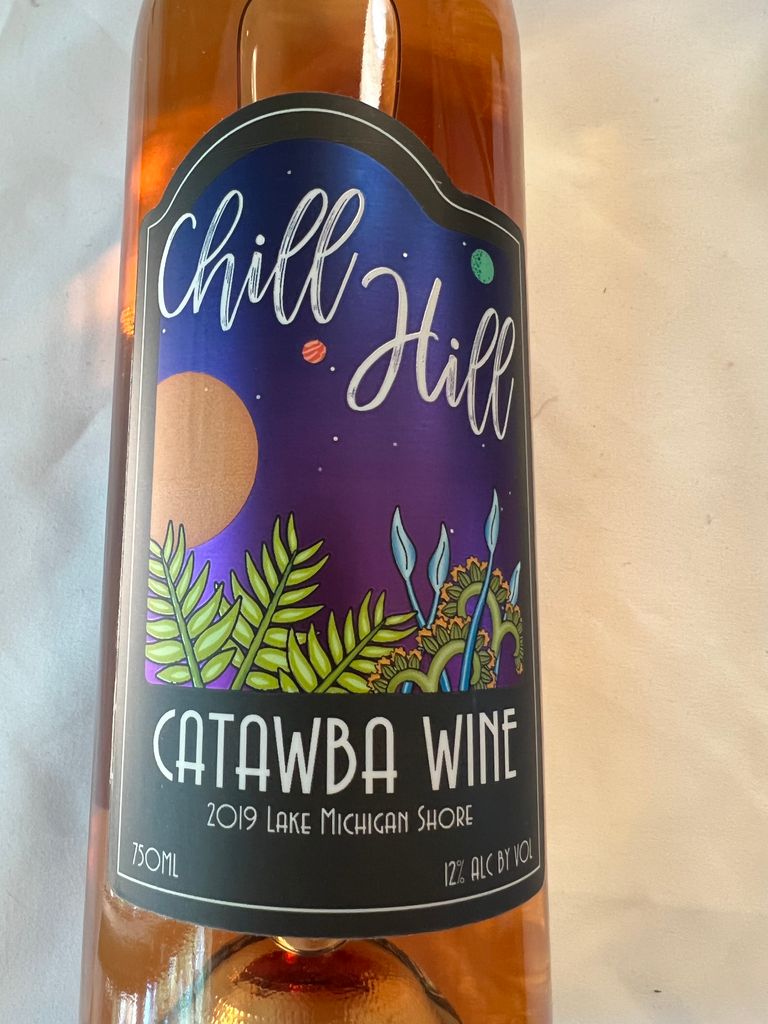 Chill
Hill
CATAWBA WINE
2019 LAKE MICHIGAN SHORE
750ML
12% ALC BY VOL